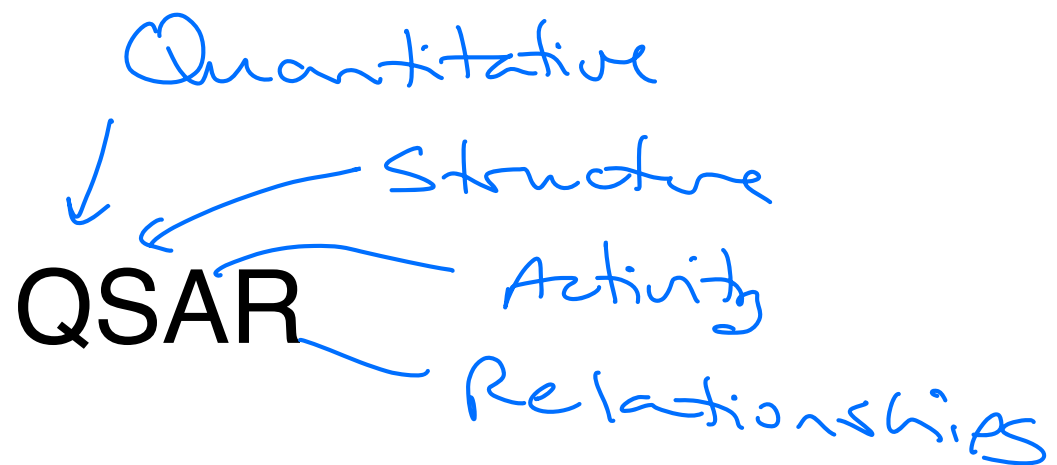 Quantitative
Structure
QSAR
Activity
Relationships